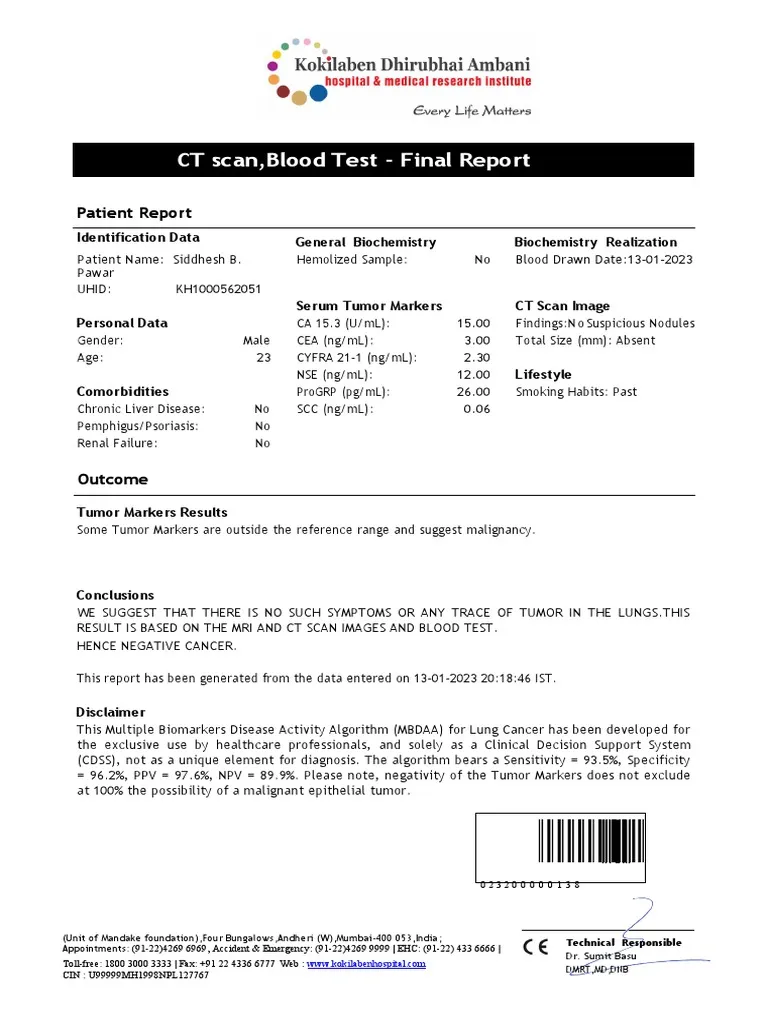 Kokilaben Dhirubhai Ambani
hospital & medical research institute
Every Life Matters
CT scan,Blood Test - Final Report
Patient Report
Identification Data
Patient Name: Siddhesh B.
Pawar
UHID: KH1000562051
Personal Data
Gender: Male
Age: 23
Comorbidities
Chronic Liver Disease: No
Pemphigus/Psoriasis: No
Renal Failure: No
General Biochemistry
Hemolized Sample: No
Serum Tumor Markers
CA 15.3 (U/mL): 15.00
CEA (ng/mL): 3.00
CYFRA 21-1 (ng/mL): 2.30
NSE (ng/mL): 12.00
ProGRP (pg/mL): 26.00
SCC (ng/mL): 0.06
Biochemistry Realization
Blood Drawn Date:13-01-2023
CT Scan Image
Findings:No Suspicious Nodules
Total Size (mm): Absent
Lifestyle
Smoking Habits: Past
Outcome
Tumor Markers Results
Some Tumor Markers are outside the reference range and suggest malignancy.
Conclusions
WE SUGGEST THAT THERE IS NO SUCH SYMPTOMS OR ANY TRACE OF TUMOR IN THE LUNGS.THIS
RESULT IS BASED ON THE MRI AND CT SCAN IMAGES AND BLOOD TEST.
HENCE NEGATIVE CANCER.
This report has been generated from the data entered on 13-01-2023 20:18:46 IST.
Disclaimer
This Multiple Biomarkers Disease Activity Algorithm (MBDAA) for Lung Cancer has been developed for
the exclusive use by healthcare professionals, and solely as a Clinical Decision Support System
(CDSS), not as a unique element for diagnosis. The algorithm bears a Sensitivity = 93.5%, Specificity
= 96.2%, PPV = 97.6%, NPV = 89.9%. Please note, negativity of the Tumor Markers does not exclude
at 100% the possibility of a malignant epithelial tumor.
023200000138
(Unit of Mandake foundation),Four Bungalows,Andheri (W),Mumbai-400 053,India;
Appointments: (91-22)4269 6969, Accident & Emergency: (91-22)4269 9999 | EHC: (91-22) 433 6666 |
Toll-free: 1800 3000 3333 | Fax: +91 22 4336 6777 Web : www.kokilabenhospital.com
CIN : U99999MH1998NPL127767
CE
Technical Responsible
Dr. Sumit Basu
DMRT,MD,DNB